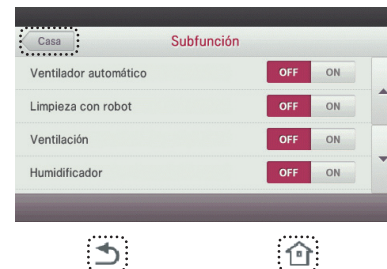 Casa Subfunción
Ventilador automático OFF ON
Limpieza con robot OFF ON
Ventilación OFF ON
Humidificador OFF ON